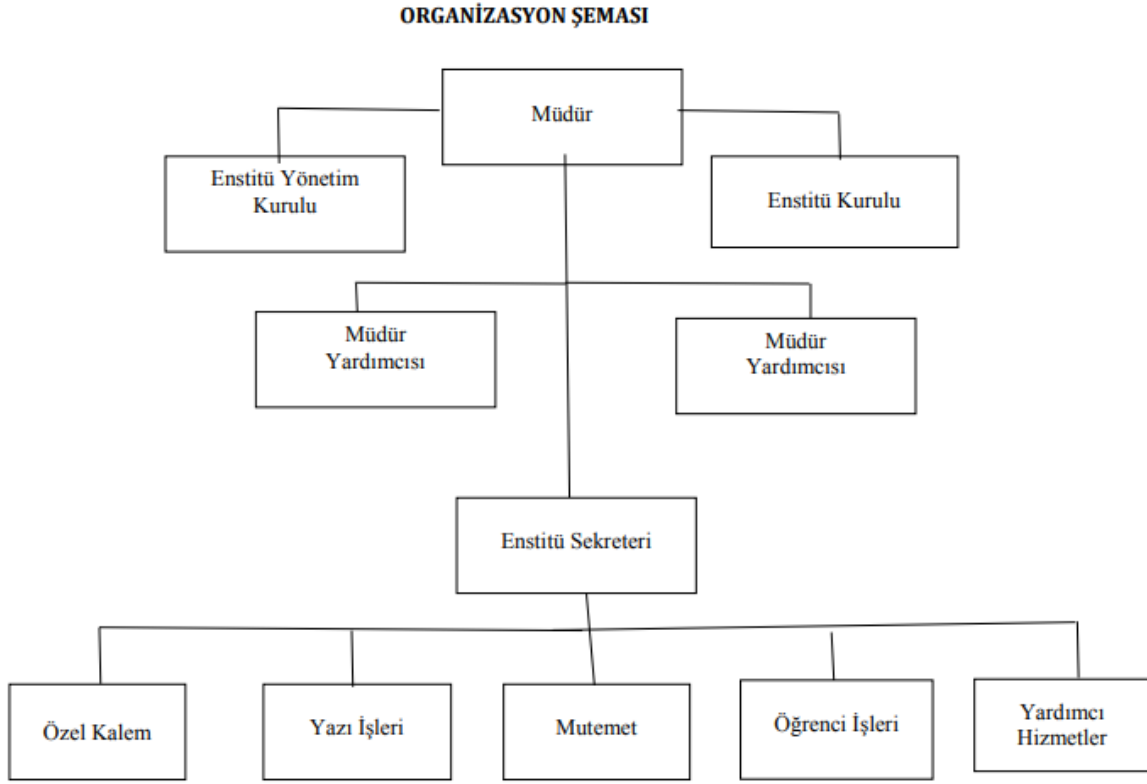 ORGANİZASYON ŞEMASI
Müdür
Enstitü Yönetim
Kurulu
Enstitü Kurulu
Müdür
Yardımcısı
Müdür
Yardımcısı
Enstitü Sekreteri
Özel Kalem
Yazı İşleri
Mutemet
Öğrenci İşleri
Yardımcı
Hizmetler